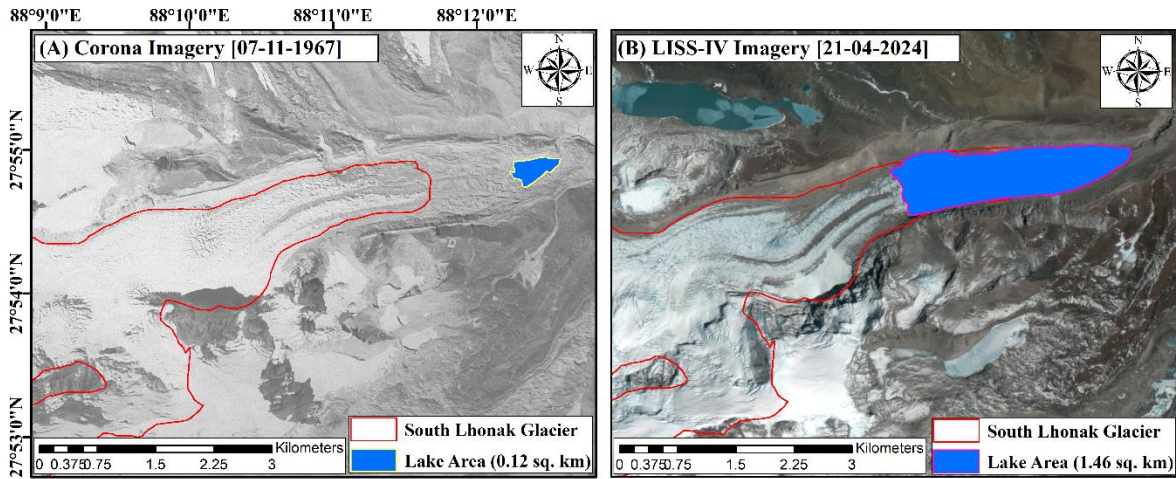 88°9'0"E 88°10'0"E 88°11'0"E 88°12'0"E
(A) Corona Imagery [07-11-1967]
N
W E
S
27°55'0"N
27°54'0"N
27°53'0"N
Kilometers
0 0.375 0.75 1.5 2.25 3
South Lhonak Glacier
Lake Area (0.12 sq. km)
(B) LISS-IV Imagery [21-04-2024]
N
W E
S
Kilometers
0 0.375 0.75 1.5 2.25 3
South Lhonak Glacier
Lake Area (1.46 sq. km)